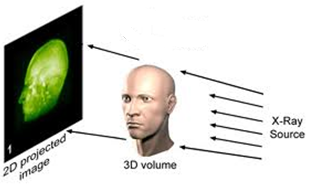 1
2D projected
image
3D volume
X-Ray
Source